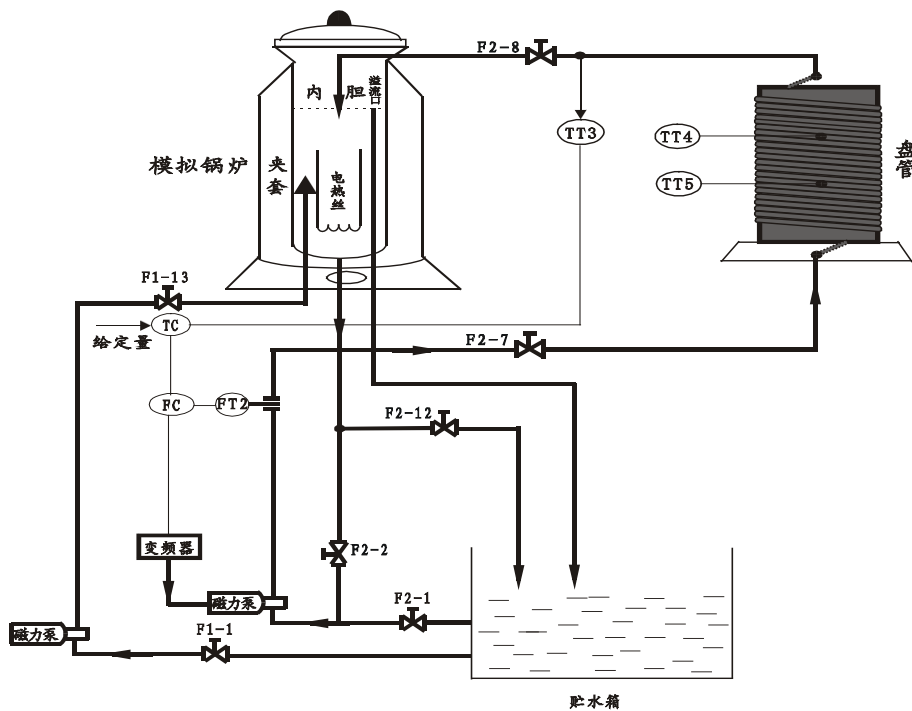 F2-8
内 胆
溢流口
TT3
TT4
盘管
模拟锅炉
夹套
电热丝
TT5
F1-13
TC
给定量
F2-7
FC
FT2
F2-12
变频器
F2-2
磁力泵
F2-1
磁力泵
F1-1
贮水箱